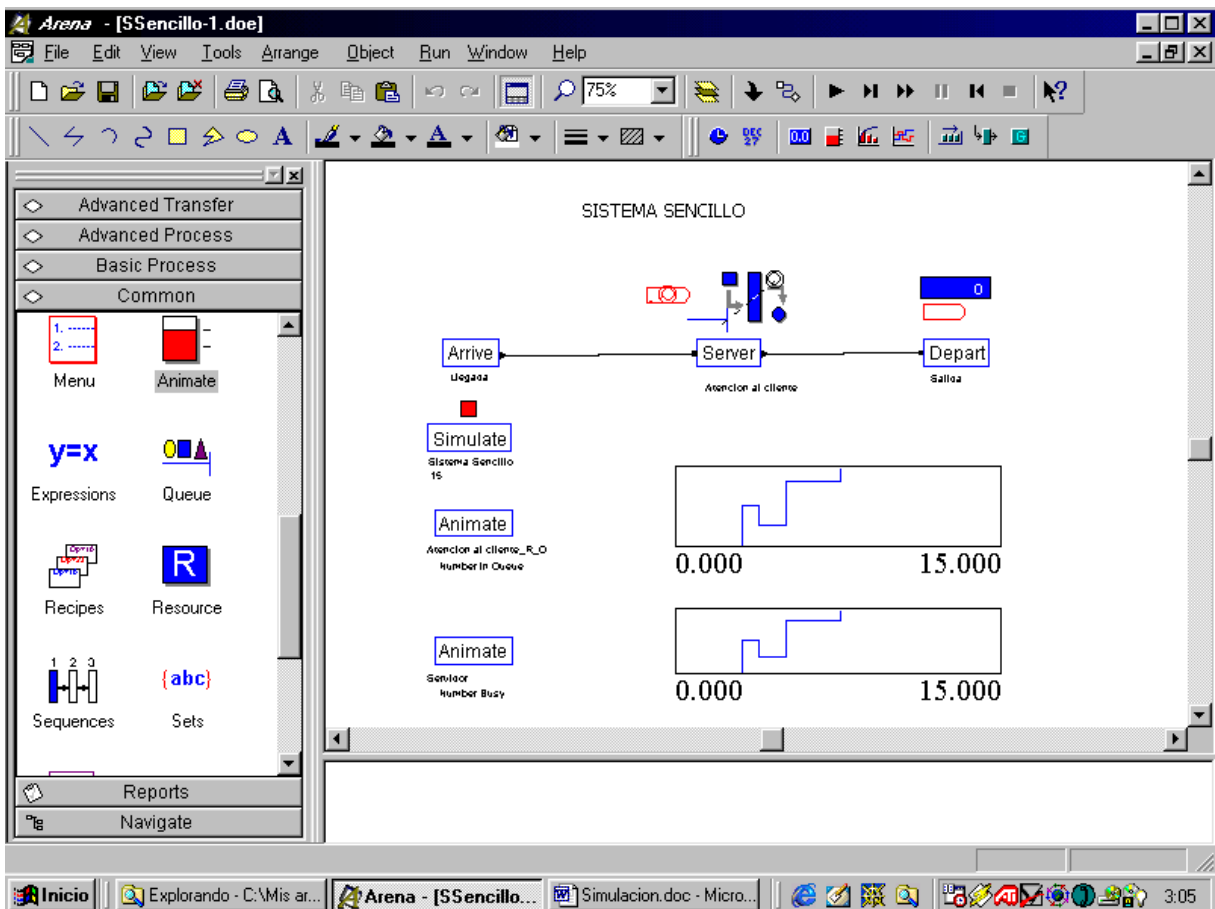 Arena - [SSencillo-1.doe]
File Edit View Tools Arrange Object Run Window Help
75%
DEC 27 0.0
Advanced Transfer
Advanced Process
Basic Process
Common
Menu Animate
y=x
Expressions Queue
R
Recipes Resource
1 2 3
{abc}
Sequences Sets
Reports
Navigate
SISTEMA SENCILLO
0
Arrive Server Depart
Llegada Atencion al cliente Salida
Simulate
Sistema Sencillo
15
Animate
Atencion al cliente_R_Q
Number in Queue
0.000 15.000
Animate
Servidor
Number Busy
0.000 15.000
Inicio Explorando - C:\Mis ar... Arena - [SSencillo... Simulacion.doc - Micro... 3:05